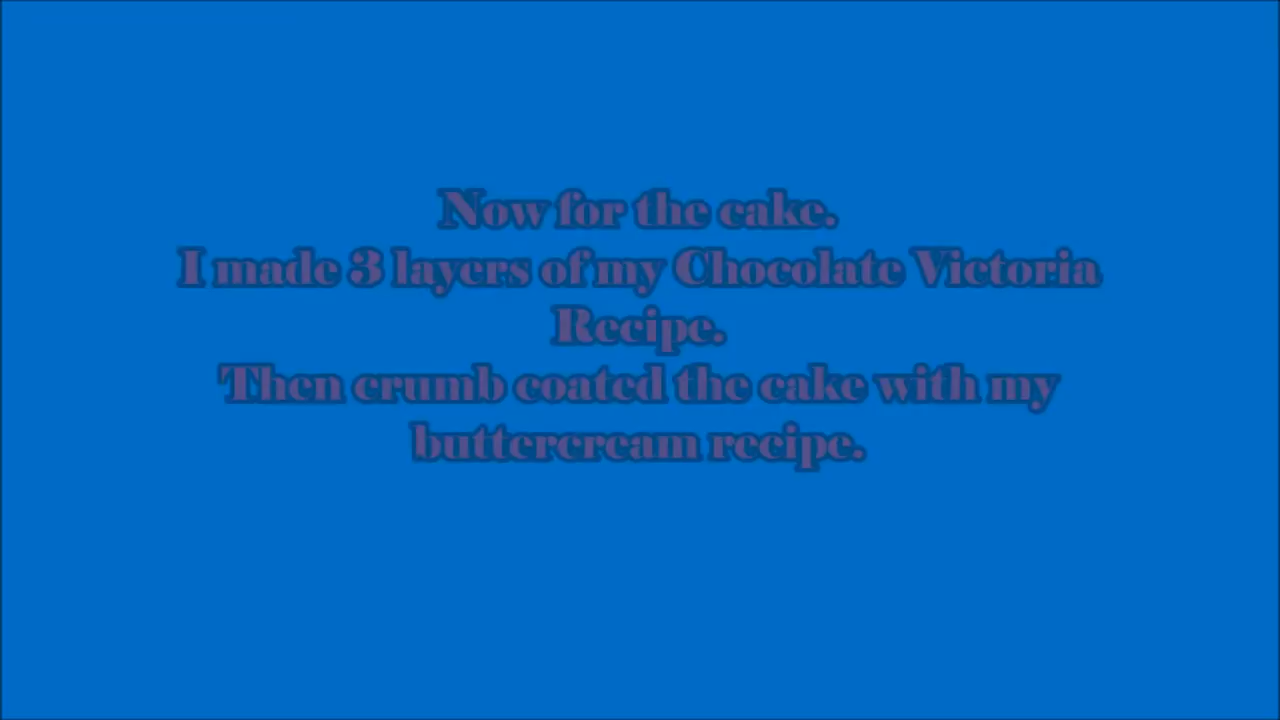 Now for the cake.
I made 3 layers of my Chocolate Victoria
Recipe.
Then crumb coated the cake with my
buttercream recipe.